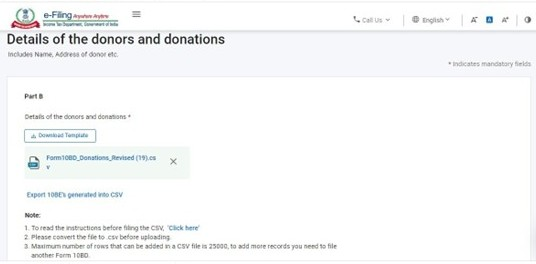 e-Filing Anywhere Anytime
Income Tax Department, Government of India
Call Us
English
A- A A+
Details of the donors and donations
Includes Name, Address of donor etc.
* Indicates mandatory fields
Part B
Details of the donors and donations *
Download Template
Form10BD_Donations_Revised (19).cs
v
Export 10BE's generated into CSV
Note:
1. To read the instructions before filing the CSV, 'Click here'
2. Please convert the file to .csv before uploading.
3. Maximum number of rows that can be added in a CSV file is 25000, to add more records you need to file
another Form 10BD.